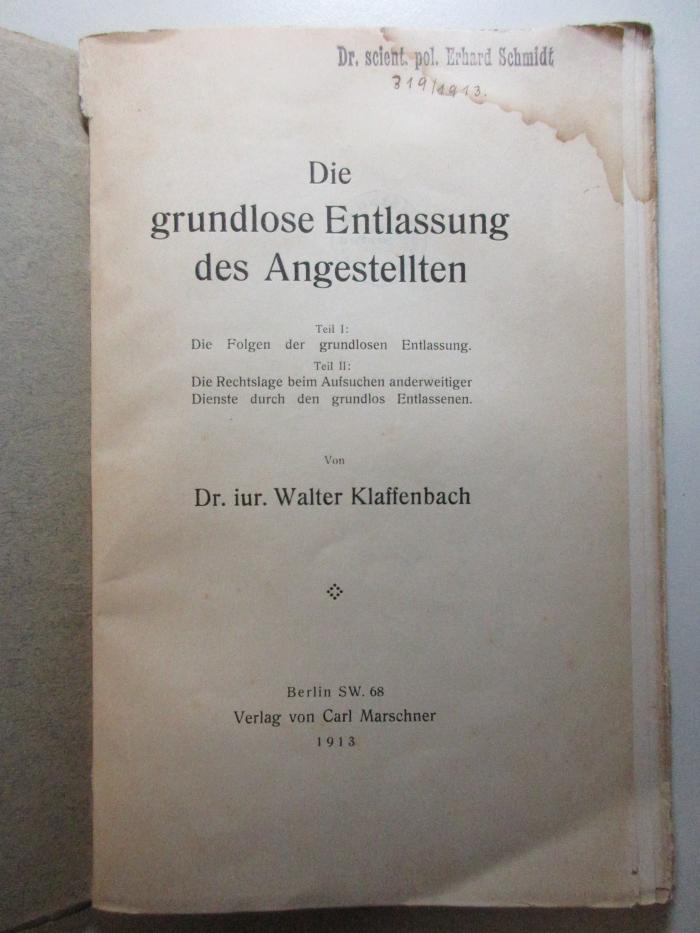 Dr. scient. pol. Erhard Schmidt
319/1913.
Die
grundlose Entlassung
des Angestellten
Teil I:
Die Folgen der grundlosen Entlassung.
Teil II:
Die Rechtslage beim Aufsuchen anderweitiger
Dienste durch den grundlos Entlassenen.
Von
Dr. iur. Walter Klaffenbach
Berlin SW. 68
Verlag von Carl Marschner
1913